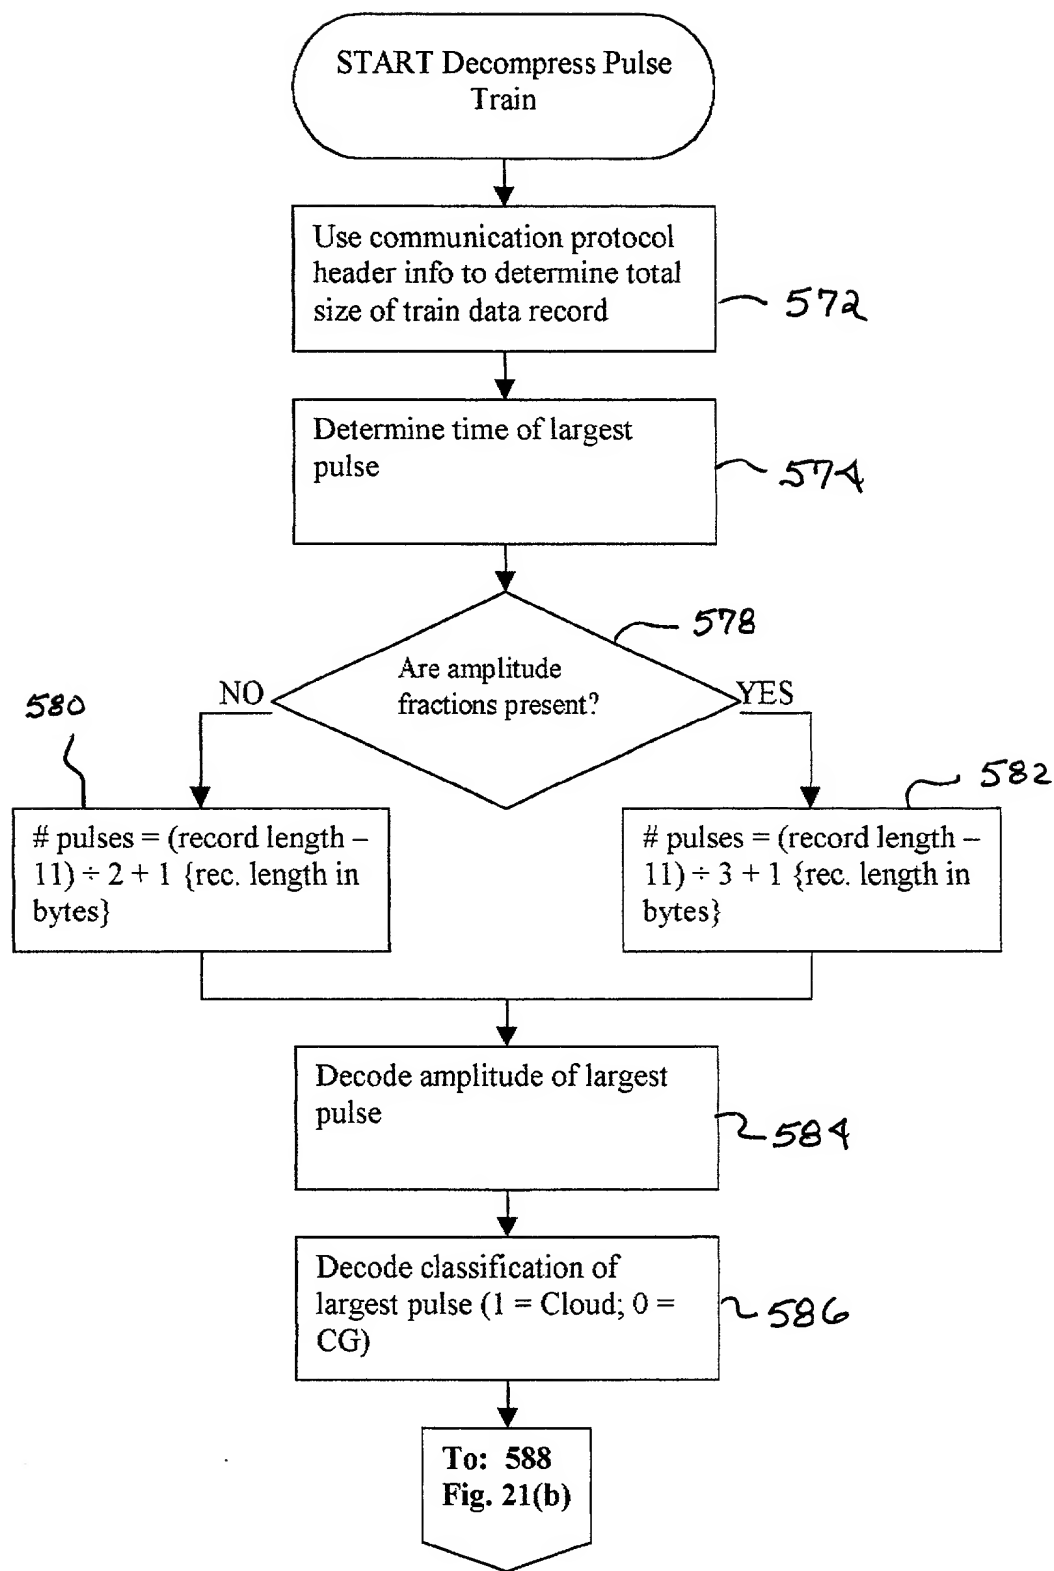 START Decompress Pulse
Train
Use communication protocol
header info to determine total
size of train data record
572
Determine time of largest
pulse
574
578
Are amplitude
fractions present?
NO
YES
580
582
# pulses = (record length –
11) ÷ 2 + 1 {rec. length in
bytes}
# pulses = (record length –
11) ÷ 3 + 1 {rec. length in
bytes}
Decode amplitude of largest
pulse
584
Decode classification of
largest pulse (1 = Cloud; 0 =
CG)
586
To: 588
Fig. 21(b)